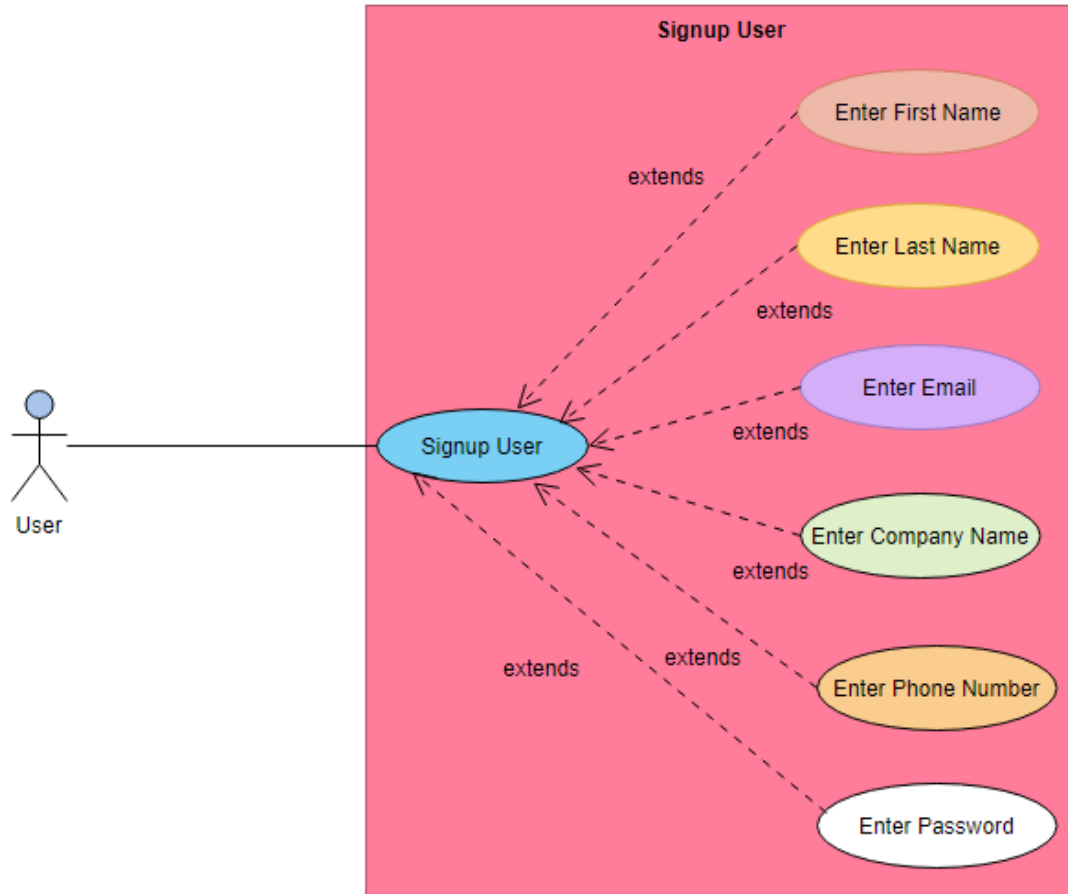 Signup User
Enter First Name
extends
Enter Last Name
extends
Enter Email
extends
Signup User
User
Enter Company Name
extends
extends
extends
Enter Phone Number
Enter Password